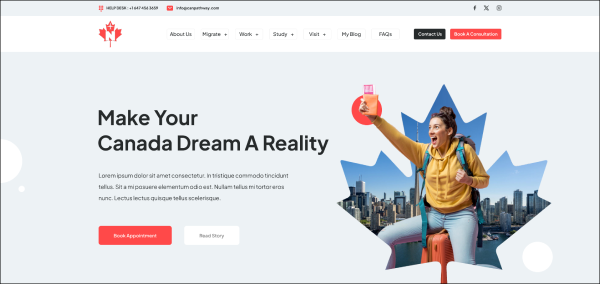 HELPDESK : +1 647 453 3659
info@canpathway.com
About Us Migrate + Work + Study + Visit + My Blog FAQs Contact Us Book A Consultation
Make Your
Canada Dream A Reality
Lorem ipsum dolor sit amet consectetur. In tristique commodo tincidunt
tellus. Sit a mi posuere elementum odio est. Nullam tellus mi tortor eros
nunc. Lectus lectus quisque tellus scelerisque.
Book Appointment Read Story